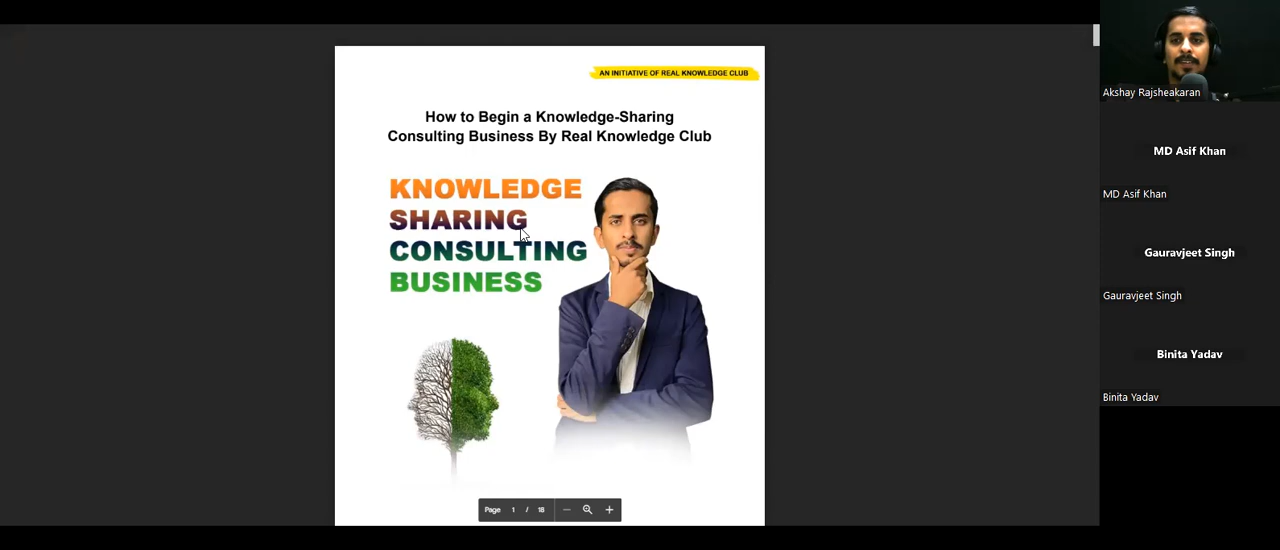 AN INITIATIVE OF REAL KNOWLEDGE CLUB
How to Begin a Knowledge-Sharing
Consulting Business By Real Knowledge Club
KNOWLEDGE
SHARING
CONSULTING
BUSINESS
Page 1 / 18
Akshay Rajsheakaran
MD Asif Khan
MD Asif Khan
Gauravjeet Singh
Gauravjeet Singh
Binita Yadav
Binita Yadav